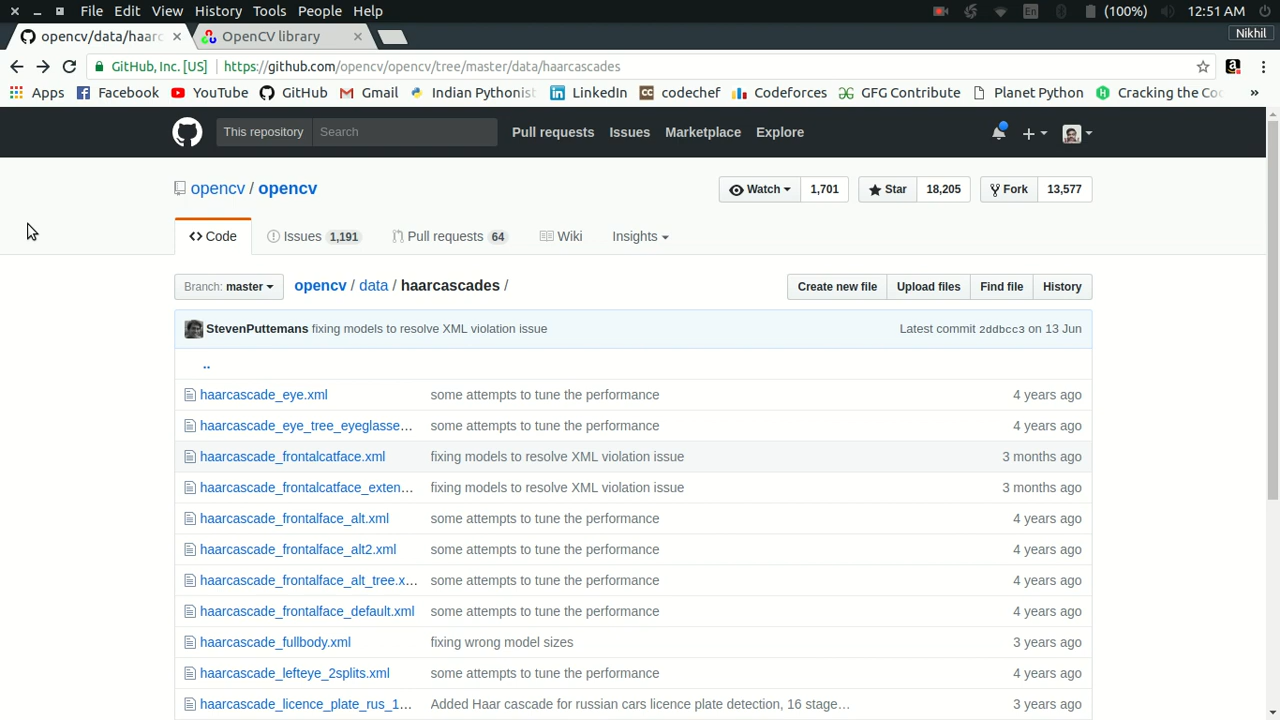 File Edit View History Tools People Help En (100%) 12:51 AM
opencv/data/haarc OpenCV library Nikhil
GitHub, Inc. [US] https://github.com/opencv/opencv/tree/master/data/haarcascades
Apps Facebook YouTube GitHub Gmail Indian Pythonist LinkedIn codechef Codeforces GFG Contribute Planet Python Cracking the Co »
This repository Search Pull requests Issues Marketplace Explore
opencv / opencv Watch 1,701 Star 18,205 Fork 13,577
Code Issues 1,191 Pull requests 64 Wiki Insights
Branch: master opencv / data / haarcascades / Create new file Upload files Find file History
StevenPuttemans fixing models to resolve XML violation issue Latest commit 2ddbcc3 on 13 Jun
..
haarcascade_eye.xml some attempts to tune the performance 4 years ago
haarcascade_eye_tree_eyeglasse... some attempts to tune the performance 4 years ago
haarcascade_frontalcatface.xml fixing models to resolve XML violation issue 3 months ago
haarcascade_frontalcatface_exten... fixing models to resolve XML violation issue 3 months ago
haarcascade_frontalface_alt.xml some attempts to tune the performance 4 years ago
haarcascade_frontalface_alt2.xml some attempts to tune the performance 4 years ago
haarcascade_frontalface_alt_tree.x... some attempts to tune the performance 4 years ago
haarcascade_frontalface_default.xml some attempts to tune the performance 4 years ago
haarcascade_fullbody.xml fixing wrong model sizes 3 years ago
haarcascade_lefteye_2splits.xml some attempts to tune the performance 4 years ago
haarcascade_licence_plate_rus_1... Added Haar cascade for russian cars licence plate detection, 16 stage... 3 years ago